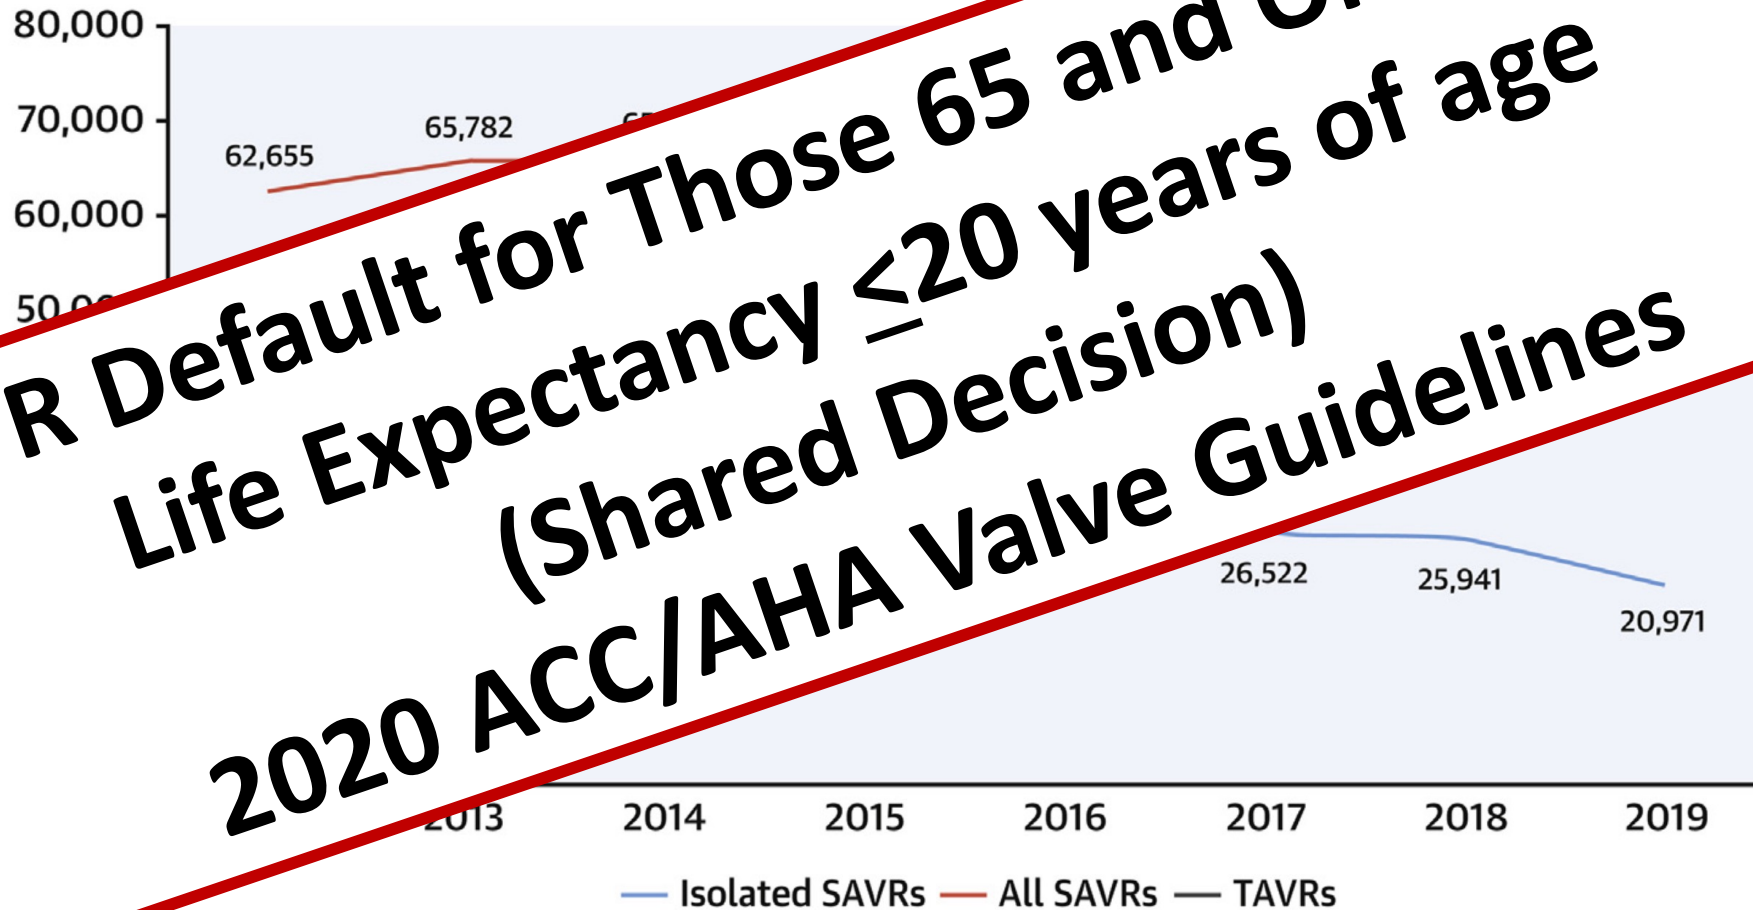 80,000
70,000
65,782
62,655
60,000
R Default for Those 65 and
Life Expectancy <20 years of age
(Shared Decision)
2020 ACC/AHA Valve Guidelines
26,522
25,941
20,971
2013 2014 2015 2016 2017 2018 2019
Isolated SAVRs All SAVRs TAVRs